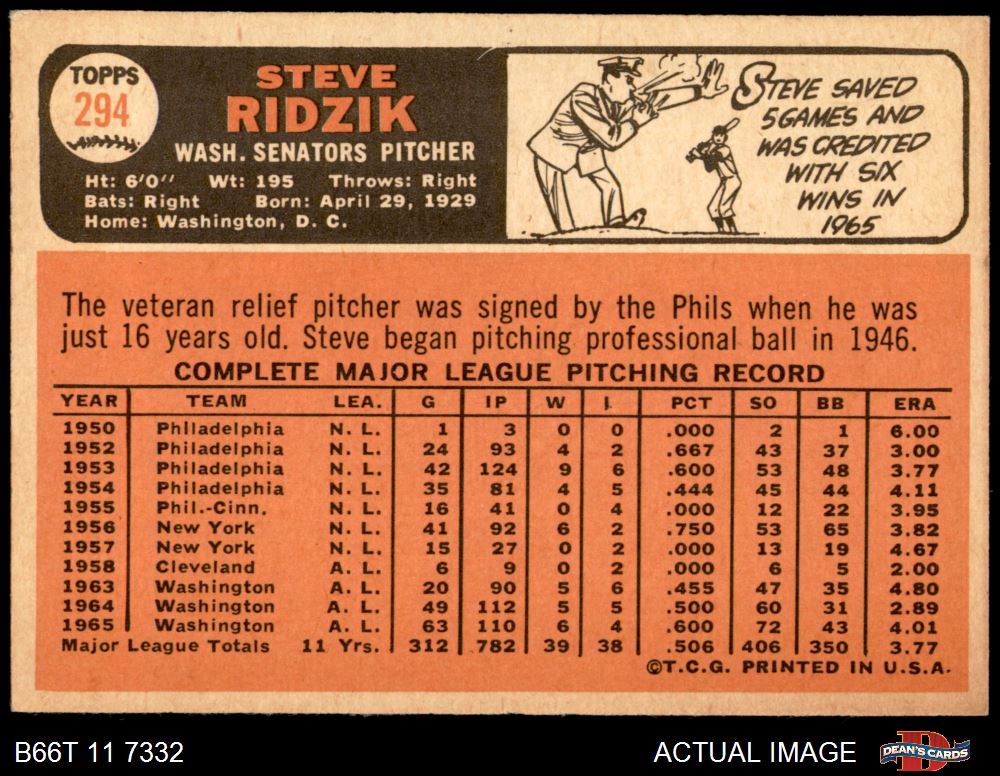 TOPPS
294
STEVE
RIDZIK
WASH. SENATORS PITCHER
Ht: 6'0" Wt: 195 Throws: Right
Bats: Right Born: April 29, 1929
Home: Washington, D. C.
STEVE SAVED
5 GAMES AND
WAS CREDITED
WITH SIX
WINS IN
1965
The veteran relief pitcher was signed by the Phils when he was
just 16 years old. Steve began pitching professional ball in 1946.
COMPLETE MAJOR LEAGUE PITCHING RECORD
YEAR TEAM LEA. G IP W L PCT SO BB ERA
1950 Philadelphia N. L. 1 3 0 0 .000 2 1 6.00
1952 Philadelphia N. L. 24 93 4 2 .667 43 37 3.00
1953 Philadelphia N. L. 42 124 9 6 .600 53 48 3.77
1954 Philadelphia N. L. 35 81 4 5 .444 45 44 4.11
1955 Phil.-Cinn. N. L. 16 41 0 4 .000 12 22 3.95
1956 New York N. L. 41 92 6 2 .750 53 65 3.82
1957 New York N. L. 15 27 0 2 .000 13 19 4.67
1958 Cleveland A. L. 6 9 0 2 .000 6 5 2.00
1963 Washington A. L. 20 90 5 6 .455 47 35 4.80
1964 Washington A. L. 49 112 5 5 .500 60 31 2.89
1965 Washington A. L. 63 110 6 4 .600 72 43 4.01
Major League Totals 11 Yrs. 312 782 39 38 .506 406 350 3.77
©T.C.G. PRINTED IN U.S.A.
B66T 11 7332
ACTUAL IMAGE
D
DEAN'S CARDS